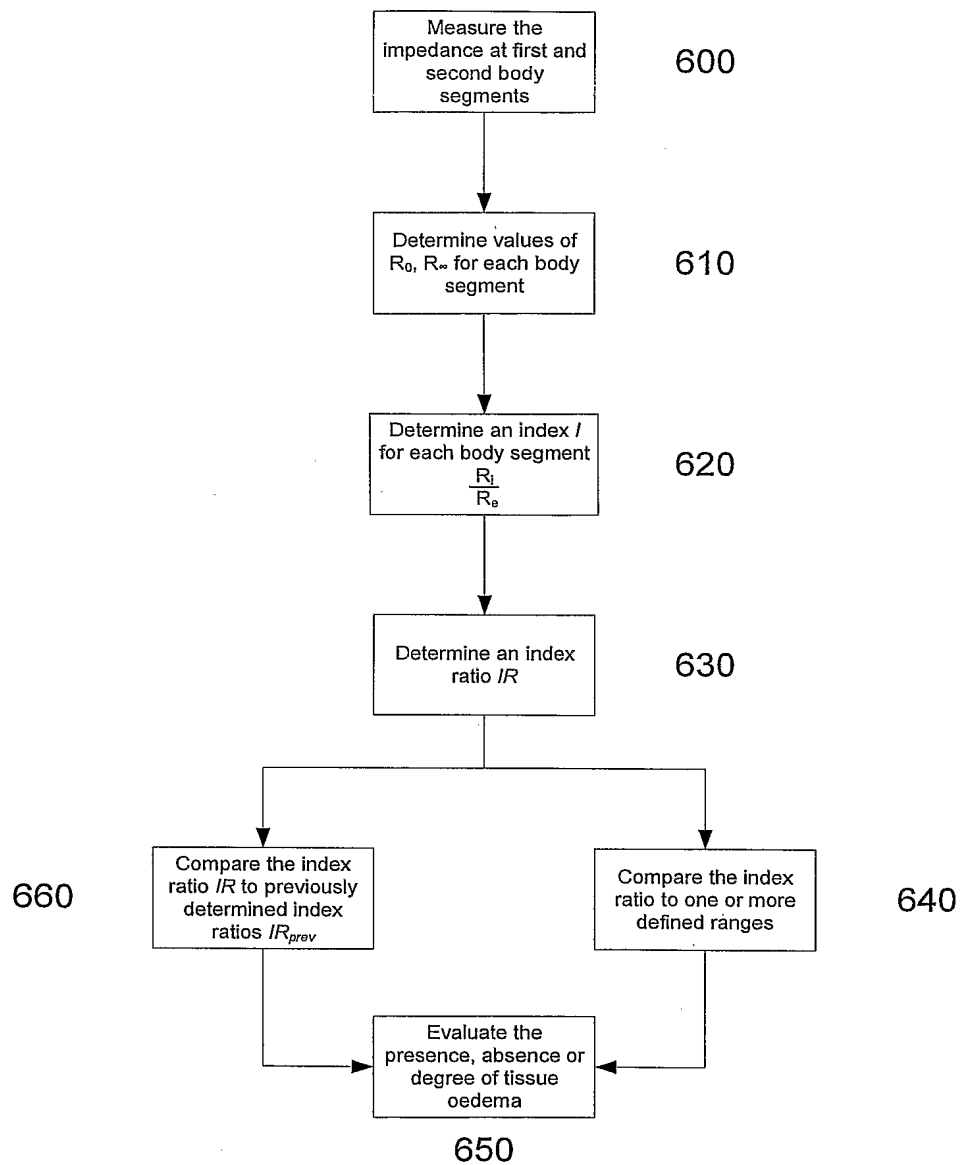 Measure the
impedance at first and
second body
segments
600
Determine values of
R₀, R∞ for each body
segment
610
Determine an index I
for each body segment
Rᵢ
Rₑ
620
Determine an index
ratio IR
630
660
Compare the index
ratio IR to previously
determined index
ratios IRprev
Compare the index
ratio to one or more
defined ranges
640
Evaluate the
presence, absence or
degree of tissue
oedema
650